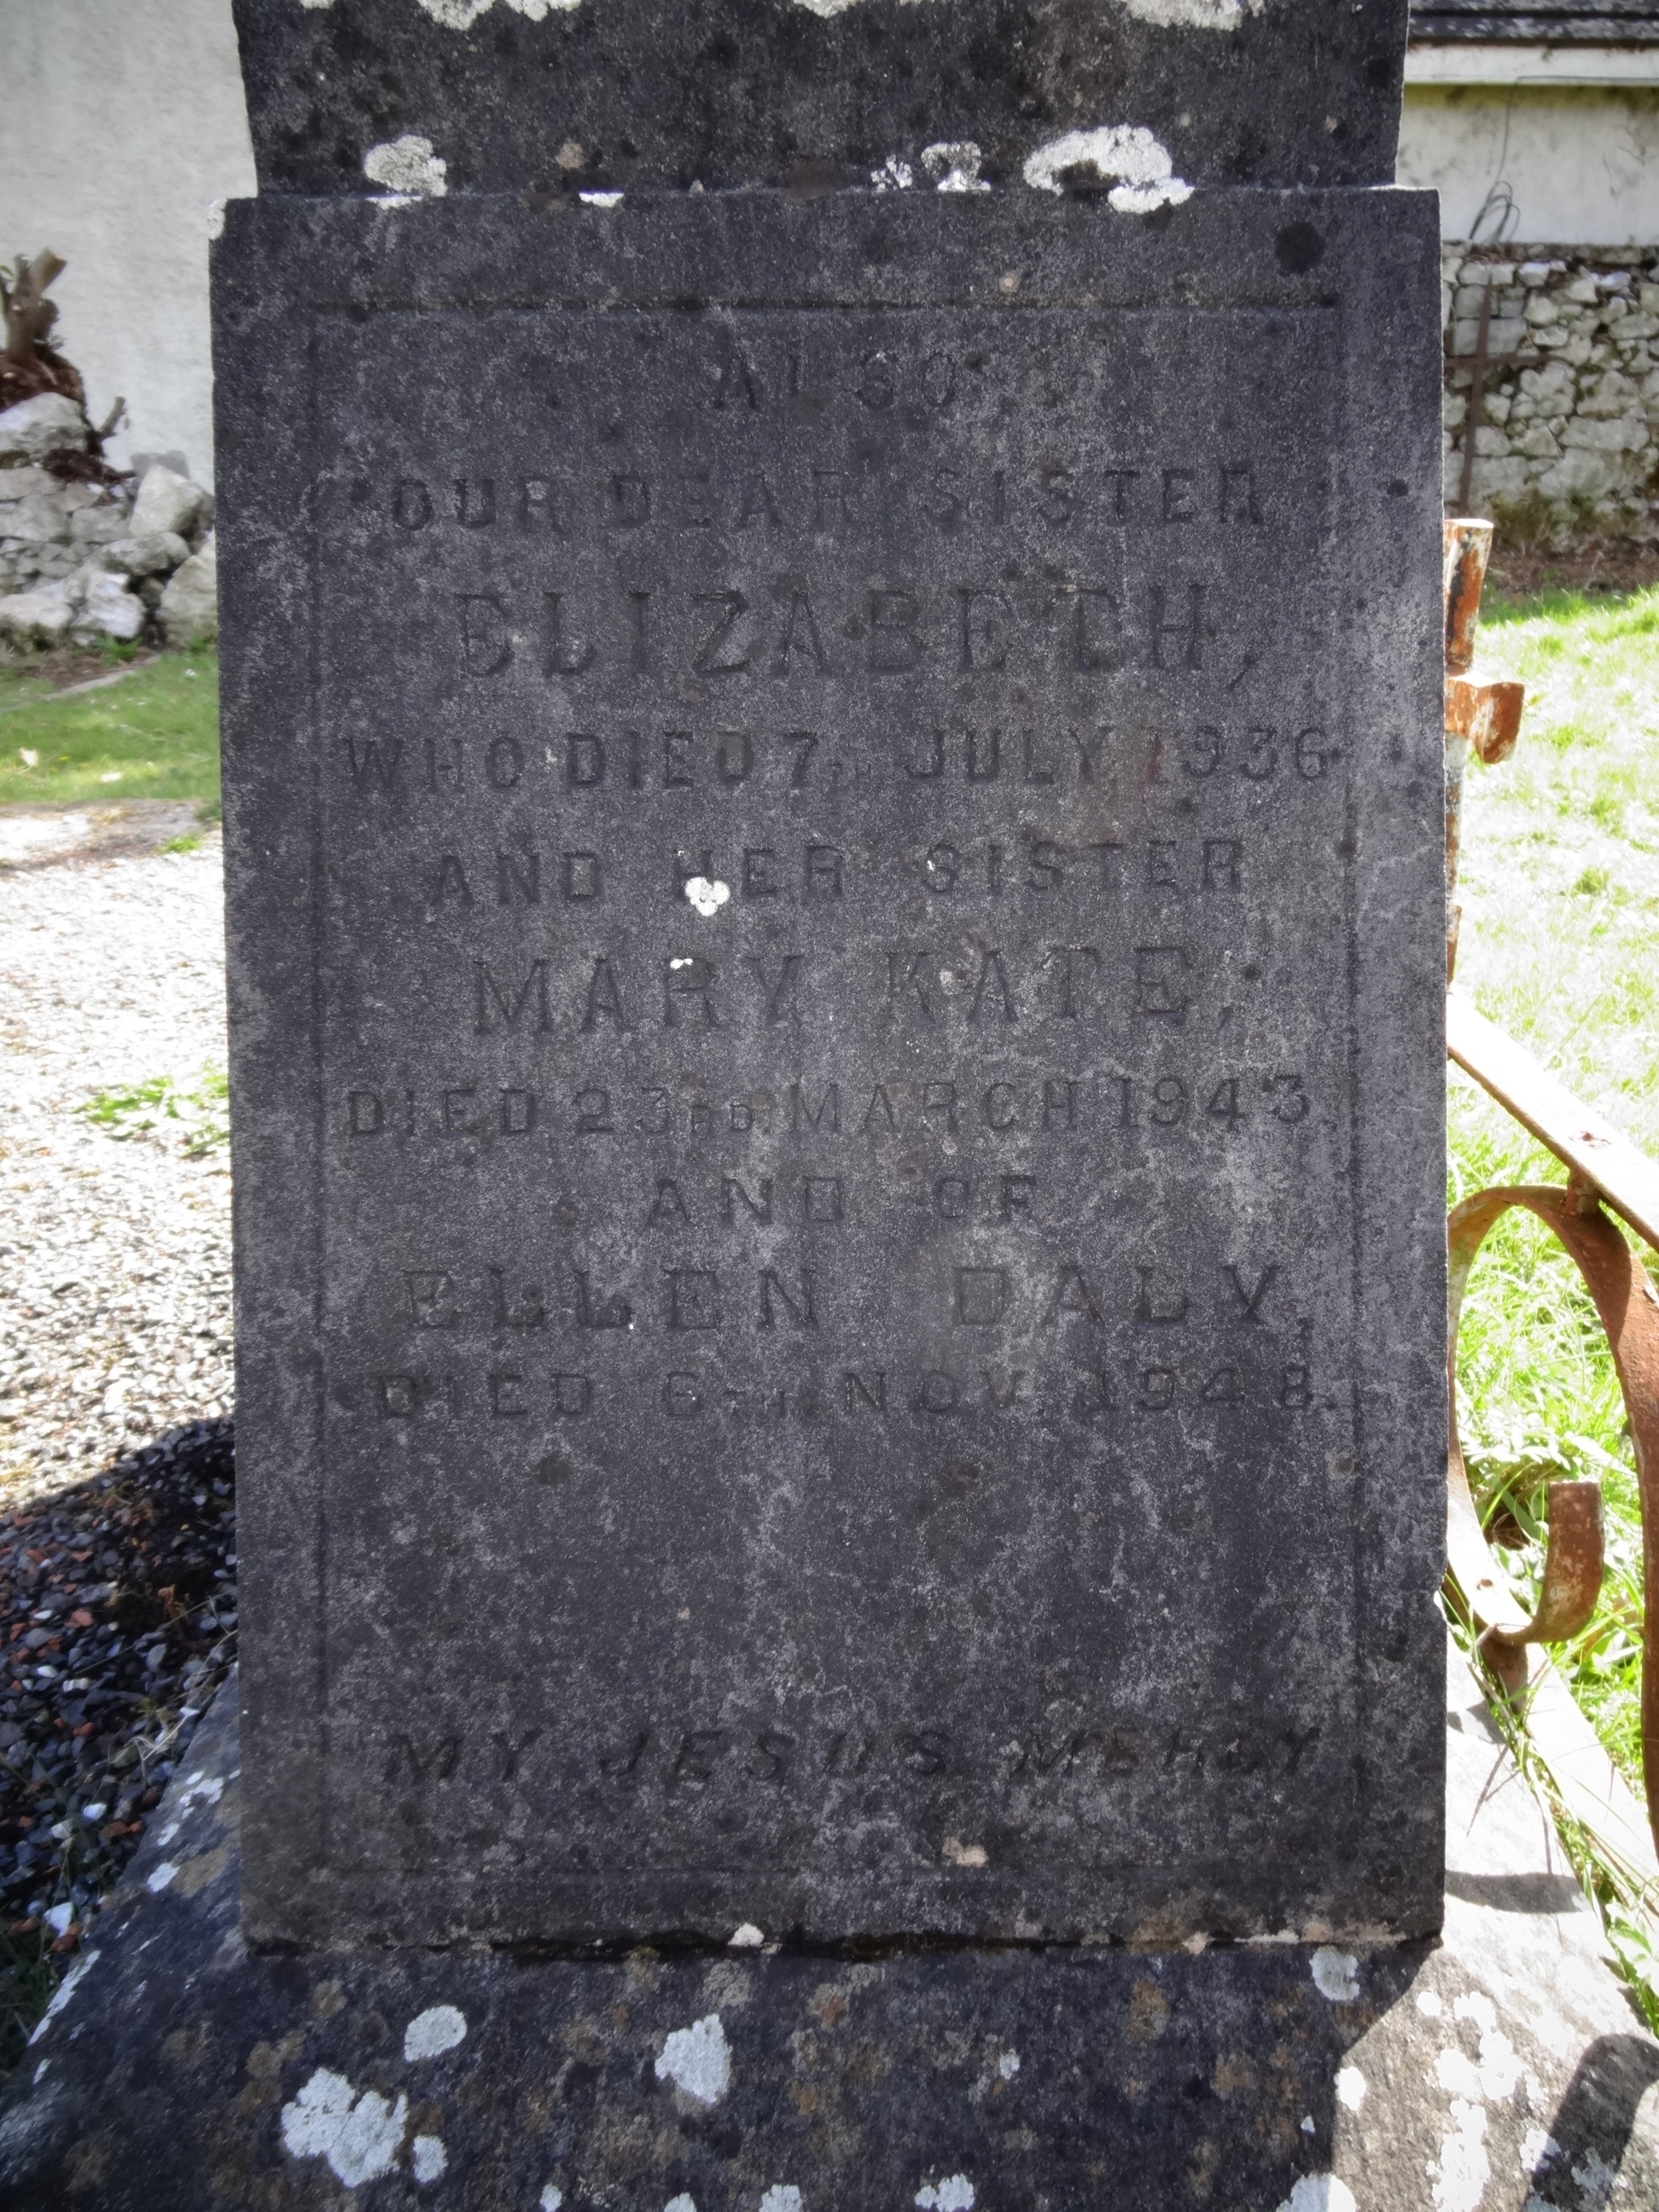 ALSO
OUR DEAR SISTER
ELIZABETH,
WHO DIED 7TH JULY 1936
AND HER SISTER
MARY KATE,
DIED 23RD MARCH 1943.
AND OF
ELLEN DALY,
DIED 6TH NOV. 1948.
MY JESUS MERCY